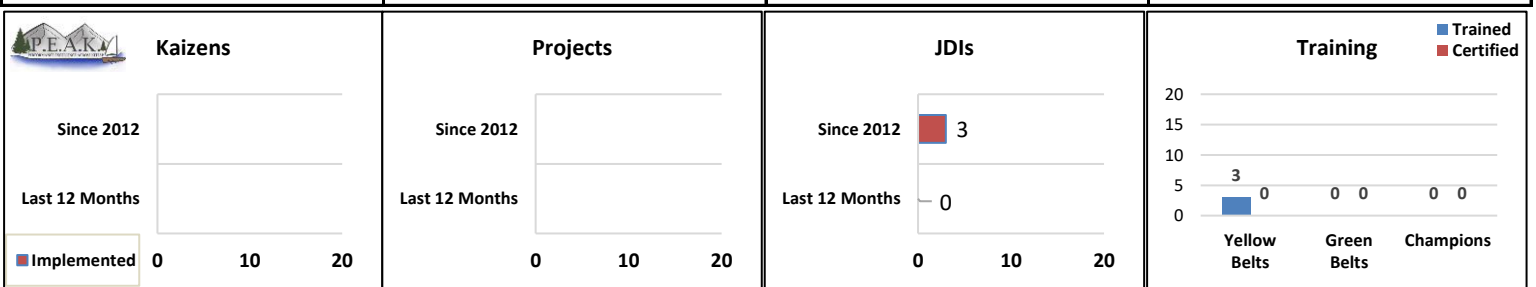 P.E.A.K.
Kaizens
Since 2012
Last 12 Months
Implemented
0 10 20
Projects
Since 2012
Last 12 Months
0 10 20
JDIs
Since 2012
3
Last 12 Months
0
0 10 20
Training
Trained
Certified
20
15
10
5
0
3 0 0 0 0 0
Yellow Belts
Green Belts
Champions